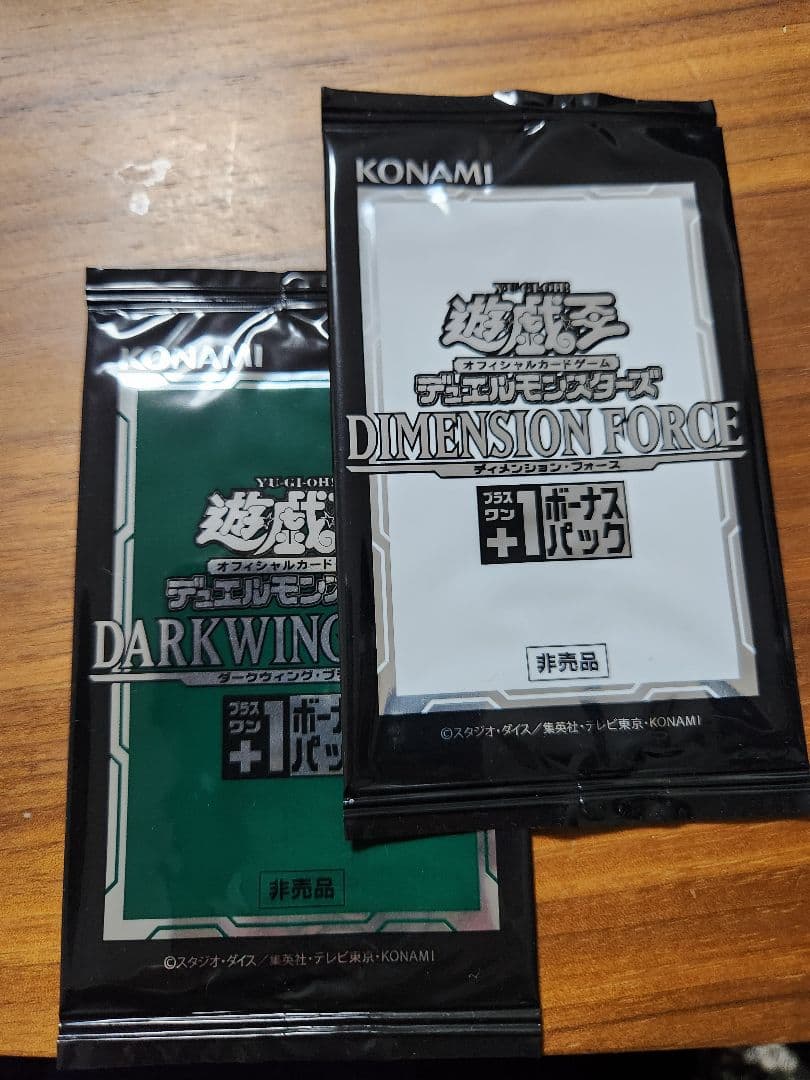 KONAMI
YU-GI-OH!
遊戯王
オフィシャルカードゲーム
デュエルモンスターズ
DIMENSION FORCE
ディメンション・フォース
プラスワン
+1
ボーナスパック
非売品
©スタジオ・ダイス/集英社・テレビ東京・KONAMI
KONAMI
YU-GI-OH!
遊戯
オフィシャルカード
デュエルモン
DARKWING
ダークウィング・ブ
プラスワン
+1
ボーナ
パッ
非売品
©スタジオ・ダイス/集英社・テレビ東京・KONAMI